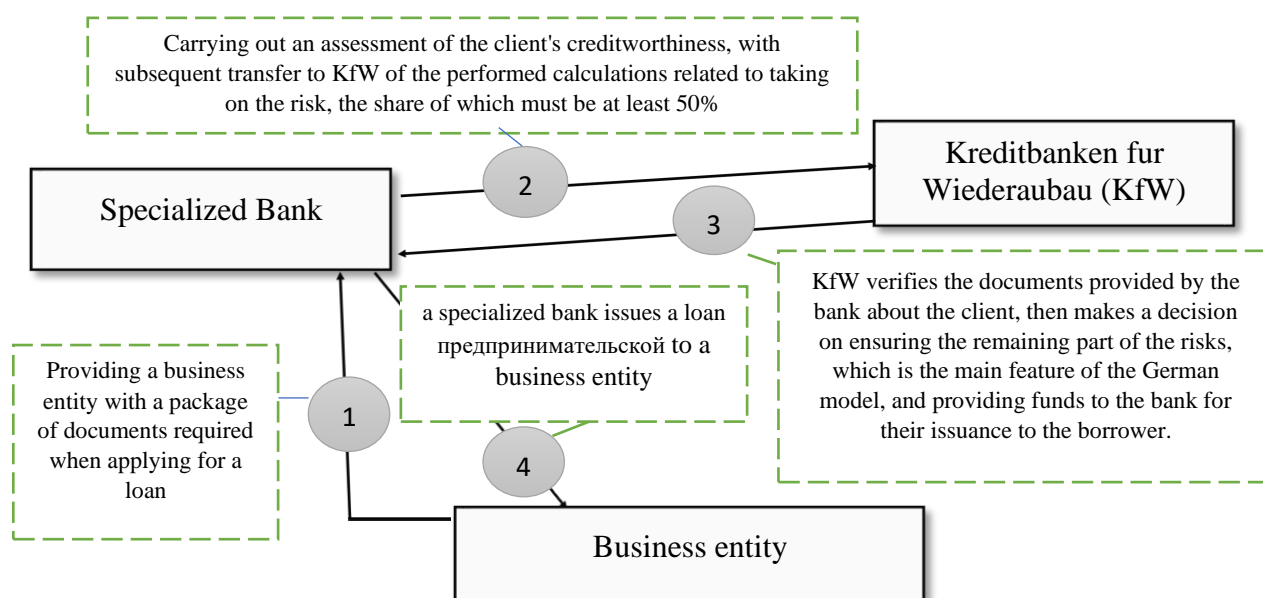 Carrying out an assessment of the client's creditworthiness, with
subsequent transfer to KfW of the performed calculations related to taking
on the risk, the share of which must be at least 50%
Kreditbanken fur
Wiederaubau (KfW)
2
Specialized Bank
3
KfW verifies the documents provided by the
bank about the client, then makes a decision
on ensuring the remaining part of the risks,
which is the main feature of the German
model, and providing funds to the bank for
their issuance to the borrower.
a specialized bank issues a loan
предпринимательской to a
business entity
Providing a business
entity with a package
of documents required
when applying for a
loan
1
4
Business entity